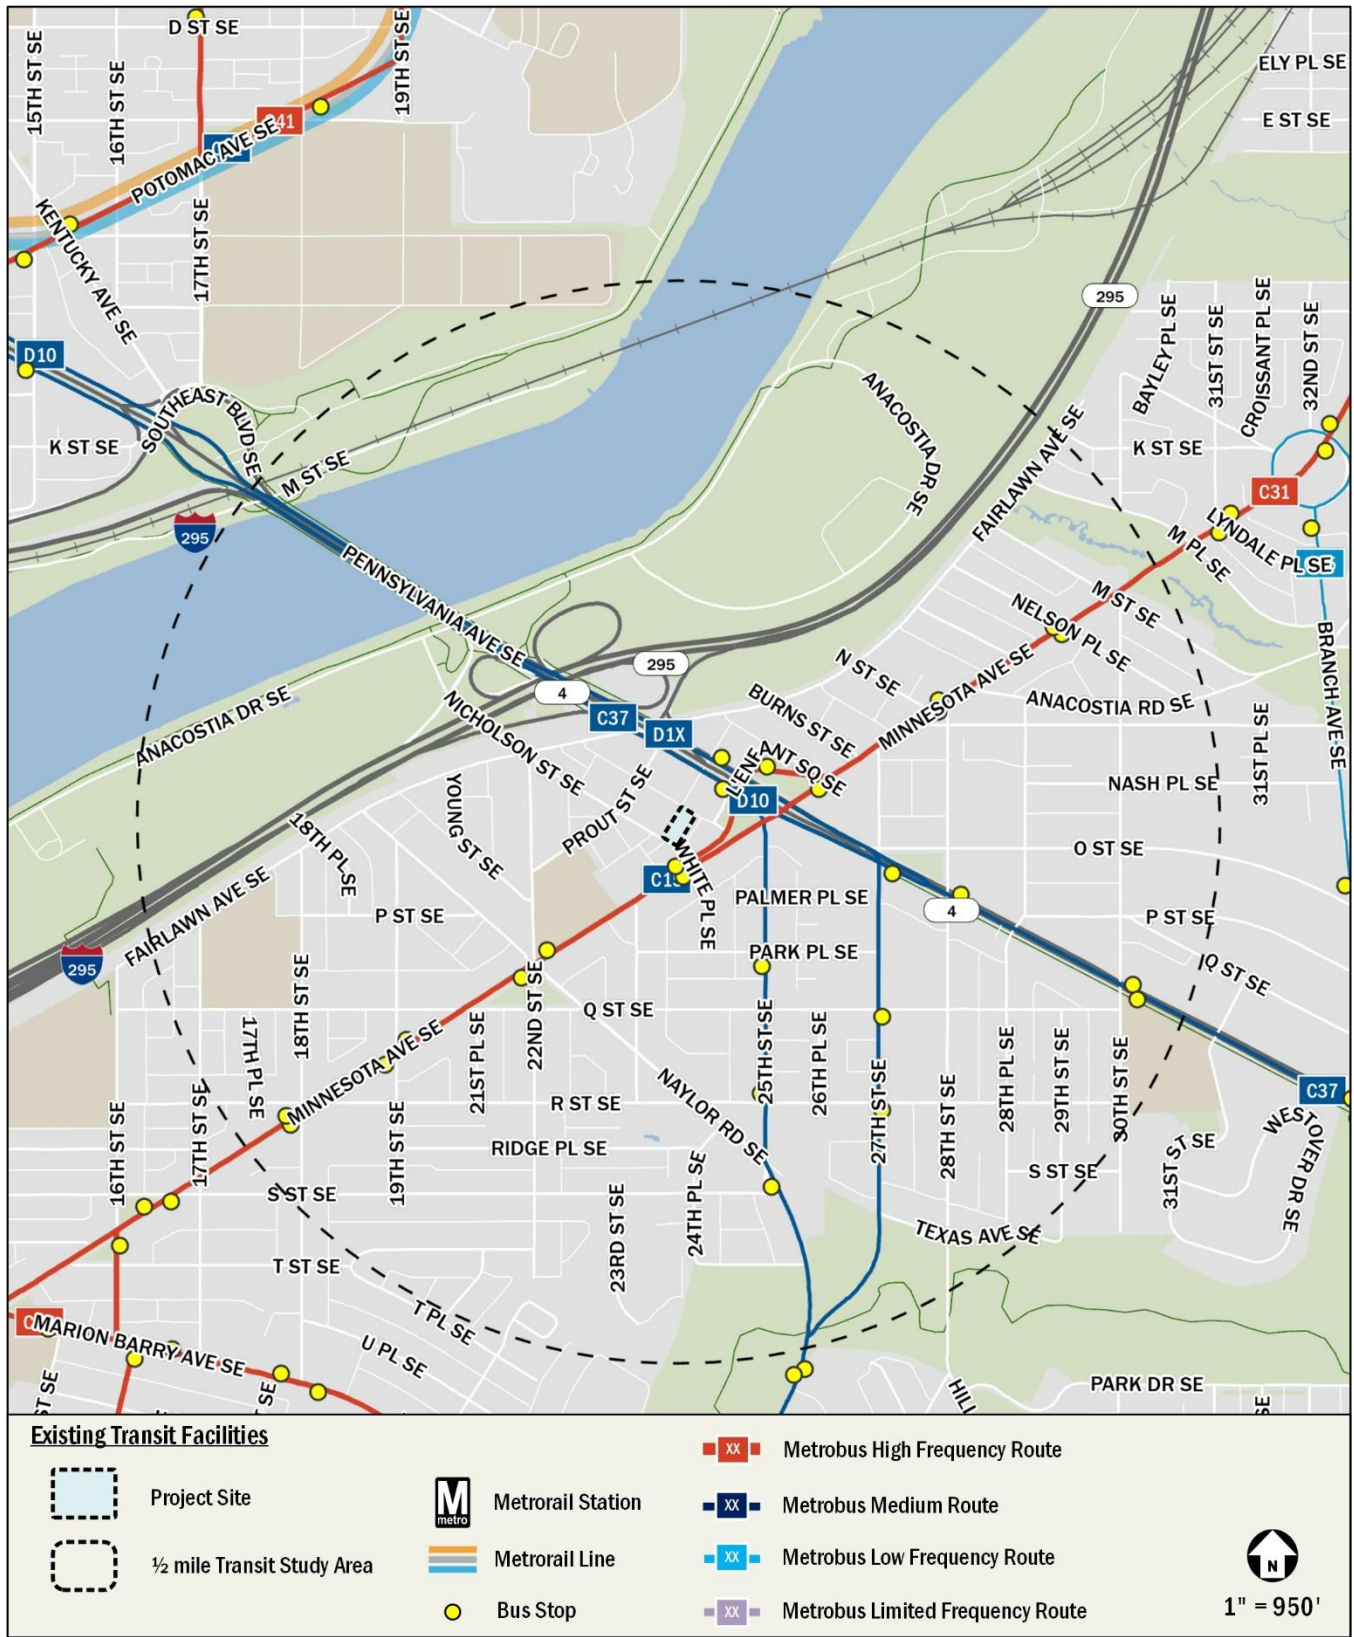 D ST SE
15TH ST SE
16TH ST SE
19TH ST SE
ELY PL SE
E ST SE
POTOMAC AVE SE
17TH ST SE
KENTUCKY AVE SE
295
BAYLEY PL SE
31ST ST SE
CROISSANT PL SE
32ND ST SE
D10
SOUTHEAST BLVD SE
K ST SE
M ST SE
295
ANACOSTIA DR SE
FAIRLAWN AVE SE
K ST SE
C31
LYNDALE PL SE
M PL SE
PENNSYLVANIA AVE SE
M ST SE
NELSON PL SE
BRANCH AVE SE
295
4
N ST SE
MINNESOTA AVE SE
ANACOSTIA RD SE
ANACOSTIA DR SE
NICHOLSON ST SE
C37
D1X
BURNS ST SE
L'ENFANT SQ SE
D10
31ST PL SE
NASH PL SE
YOUNG ST SE
PROUT ST SE
18TH PL SE
WHITE PL SE
O ST SE
FAIRLAWN AVE SE
P ST SE
PALMER PL SE
4
P ST SE
295
PARK PL SE
Q ST SE
18TH ST SE
22ND ST SE
Q ST SE
17TH PL SE
MINNESOTA AVE SE
21ST PL SE
25TH ST SE
26TH PL SE
27TH ST SE
28TH ST SE
28TH PL SE
29TH ST SE
30TH ST SE
C37
16TH ST SE
17TH ST SE
19TH ST SE
R ST SE
NAYLOR RD SE
RIDGE PL SE
24TH PL SE
S ST SE
31ST ST SE
WESTOVER DR SE
S ST SE
23RD ST SE
TEXAS AVE SE
T ST SE
T PL SE
MARION BARRY AVE SE
U PL SE
PARK DR SE
ST SE
ST SE
HILL
SE
Existing Transit Facilities
Project Site
½ mile Transit Study Area
M
metro
Metrorail Station
Metrorail Line
Bus Stop
XX Metrobus High Frequency Route
XX Metrobus Medium Route
XX Metrobus Low Frequency Route
XX Metrobus Limited Frequency Route
N
1" = 950'